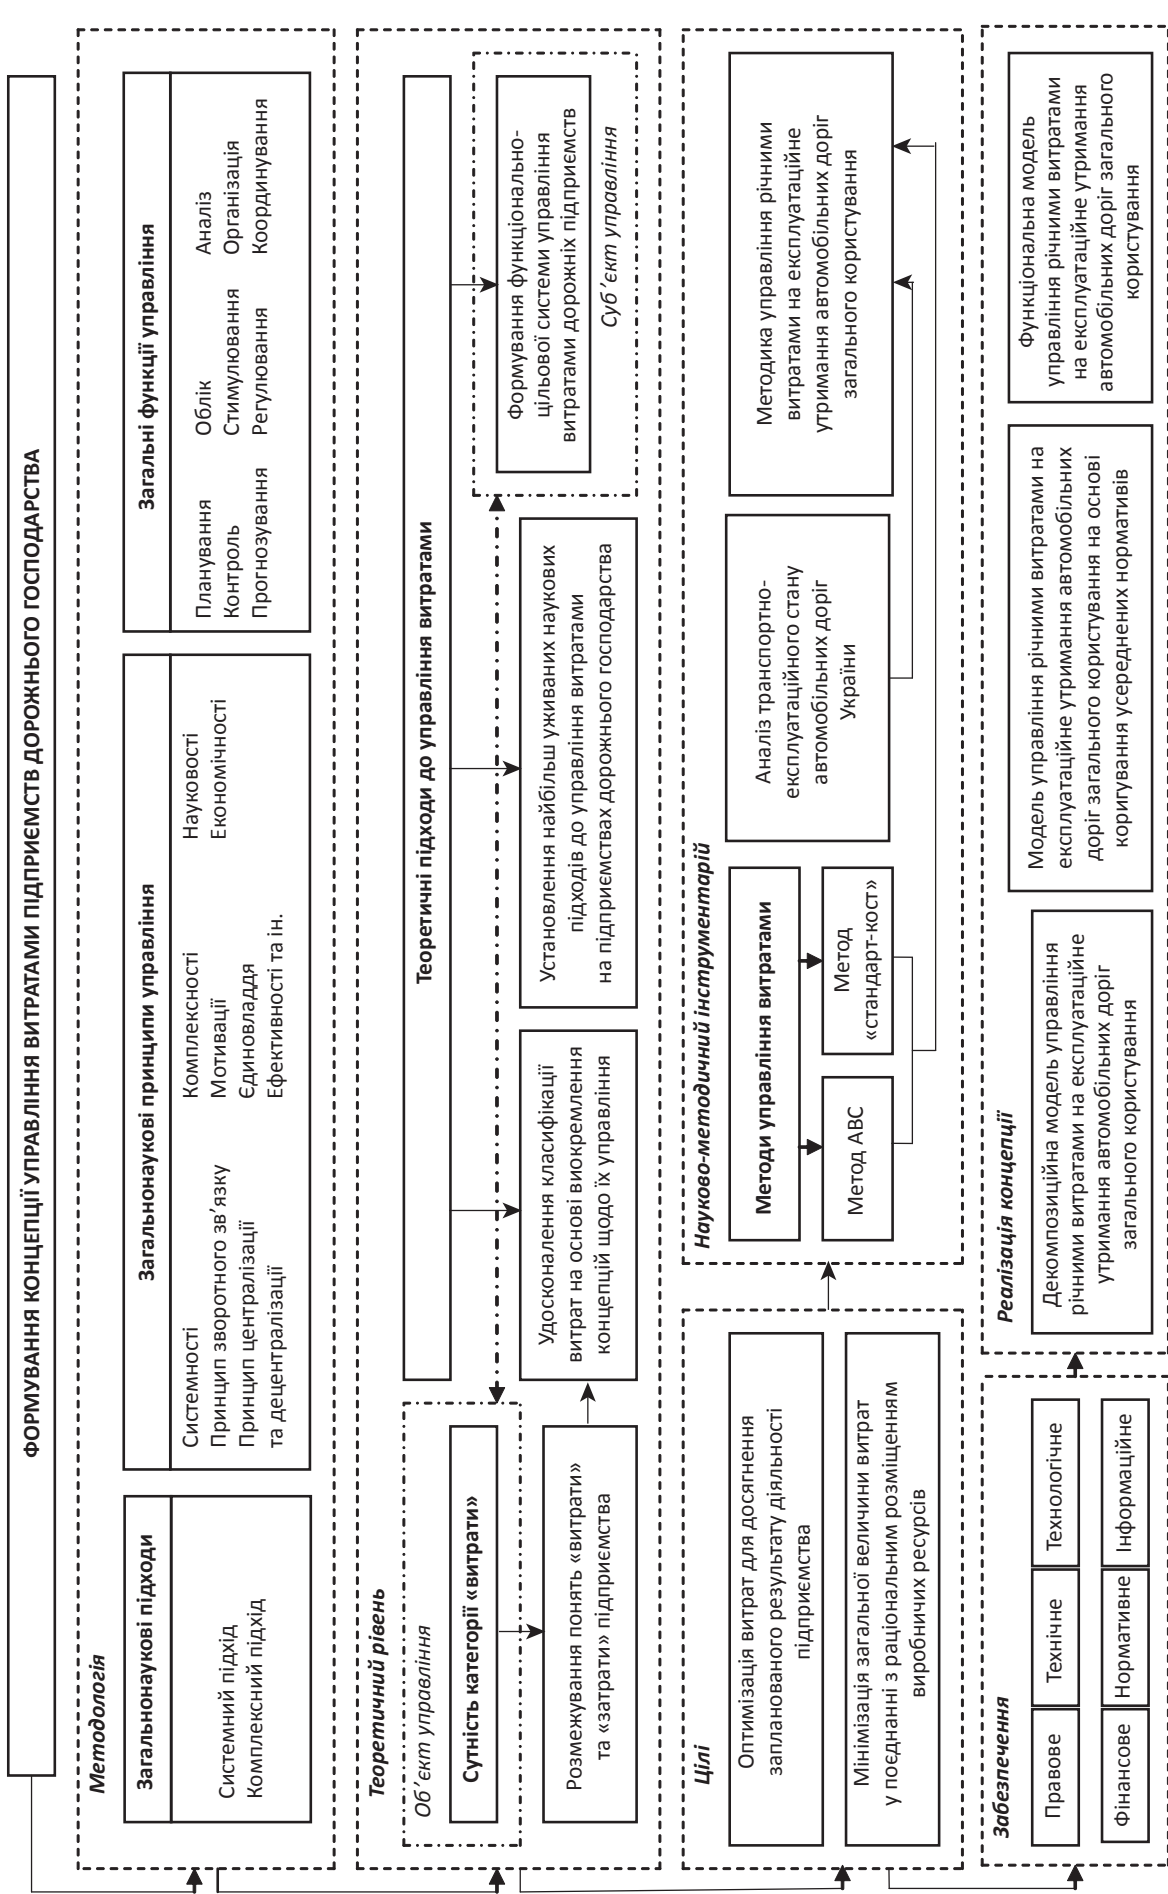 ФОРМУВАННЯ КОНЦЕПЦІЇ УПРАВЛІННЯ ВИТРАТАМИ ПІДПРИЄМСТВ ДОРОЖНЬОГО ГОСПОДАРСТВА
Методологія
Загальнонаукові підходи
Системний підхід
Комплексний підхід
Загальнонаукові принципи управління
Системності
Принцип зворотного зв’язку
Принцип централізації
та децентралізації
Комплексності
Мотивації
Єдиновладдя
Ефективності та ін.
Науковості
Економічності
Загальні функції управління
Планування
Контроль
Прогнозування
Облік
Стимулювання
Регулювання
Аналіз
Організація
Координування
Теоретичний рівень
Об’єкт управління
Сутність категорії «витрати»
Розмежування понять «витрати»
та «затрати» підприємства
Теоретичні підходи до управління витратами
Удосконалення класифікації
витрат на основі виокремлення
концепцій щодо їх управління
Установлення найбільш уживаних наукових
підходів до управління витратами
на підприємствах дорожнього господарства
Формування функціонально-
цільової системи управління
витратами дорожніх підприємств
Суб’єкт управління
Цілі
Оптимізація витрат для досягнення
запланованого результату діяльності
підприємства
Мінімізація загальної величини витрат
у поєднанні з раціональним розміщенням
виробничих ресурсів
Науково-методичний інструментарій
Методи управління витратами
Метод АВС
Метод
«стандарт-кост»
Аналіз транспортно-
експлуатаційного стану
автомобільних доріг
України
Методика управління річними
витратами на експлуатаційне
утримання автомобільних доріг
загального користування
Забезпечення
Правове
Технічне
Технологічне
Фінансове
Нормативне
Інформаційне
Реалізація концепції
Декомпозиційна модель управління
річними витратами на експлуатаційне
утримання автомобільних доріг
загального користування
Модель управління річними витратами на
експлуатаційне утримання автомобільних
доріг загального користування на основі
коригування усереднених нормативів
Функціональна модель
управління річними витратами
на експлуатаційне утримання
автомобільних доріг загального
користування